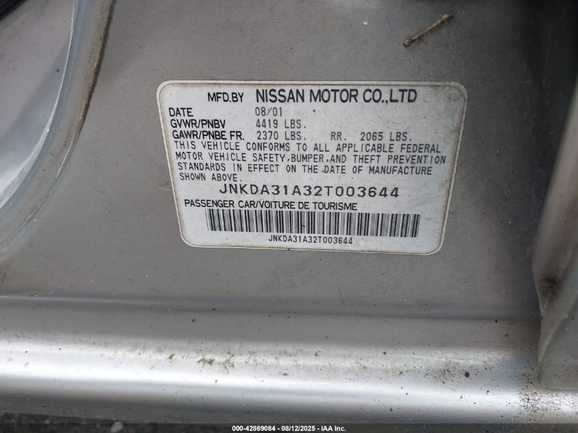 MFD.BY NISSAN MOTOR CO.,LTD
DATE 08/01
GVWR/PNBV 4419 LBS.
GAWR/PNBE FR. 2370 LBS. RR. 2065 LBS.
THIS VEHICLE CONFORMS TO ALL APPLICABLE FEDERAL
MOTOR VEHICLE SAFETY, BUMPER, AND THEFT PREVENTION
STANDARDS IN EFFECT ON THE DATE OF MANUFACTURE
SHOWN ABOVE.
JNKDA31A32T003644
PASSENGER CAR/VOITURE DE TOURISME
JNKDA31A32T003644
000-42869084 - 08/12/2025 - IAA Inc.